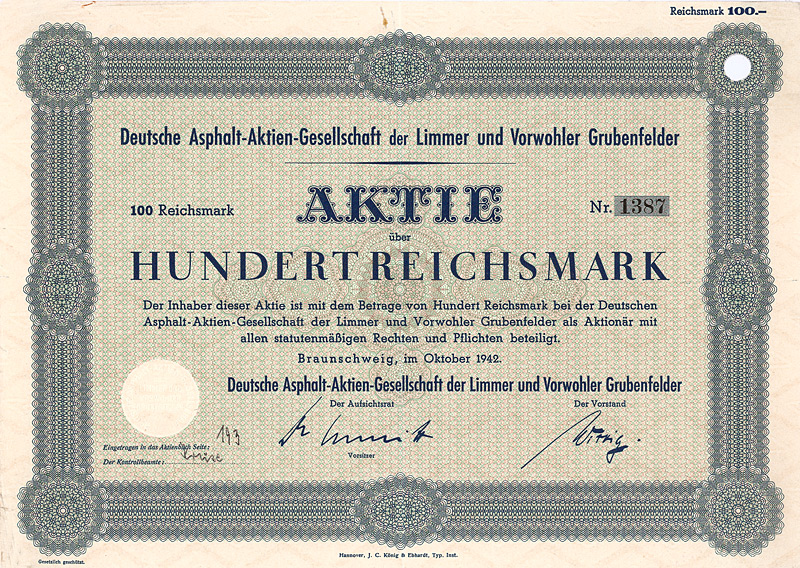 Reichsmark 100.—
Deutsche Asphalt-Aktien-Gesellschaft der Limmer und Vorwohler Grubenfelder
100 Reichsmark
AKTIE
Nr. 1387
über
HUNDERT REICHSMARK
Der Inhaber dieser Aktie ist mit dem Betrage von Hundert Reichsmark bei der Deutschen
Asphalt-Aktien-Gesellschaft der Limmer und Vorwohler Grubenfelder als Aktionär mit
allen statutenmäßigen Rechten und Pflichten beteiligt.
Braunschweig, im Oktober 1942.
Deutsche Asphalt-Aktien-Gesellschaft der Limmer und Vorwohler Grubenfelder
Der Aufsichtsrat
Der Vorstand
Vorsitzer
Eingetragen in das Aktienbuch Seite: 193
Der Kontrollbeamte:
Hannover, J. C. König & Ebhardt, Typ. Inst.
Gesetzlich geschützt.